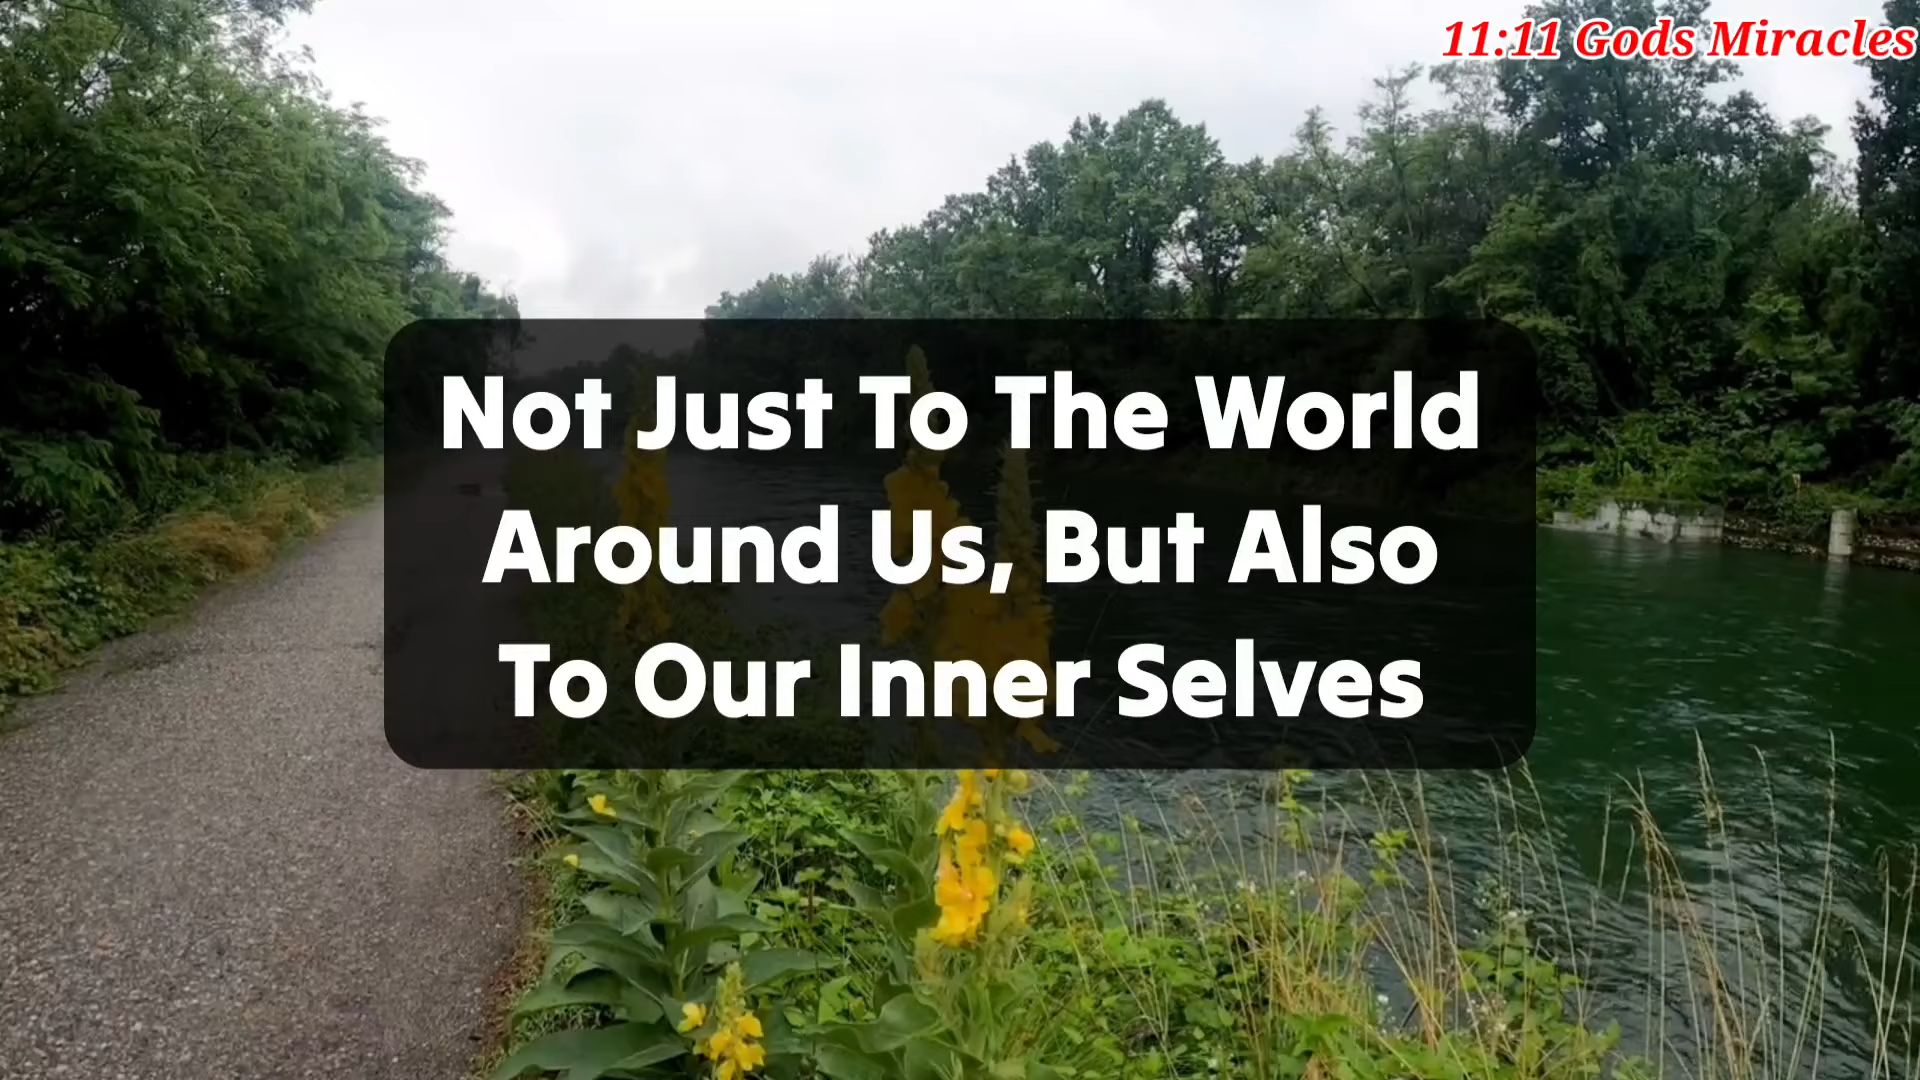 11:11 Gods Miracles
Not Just To The World
Around Us, But Also
To Our Inner Selves